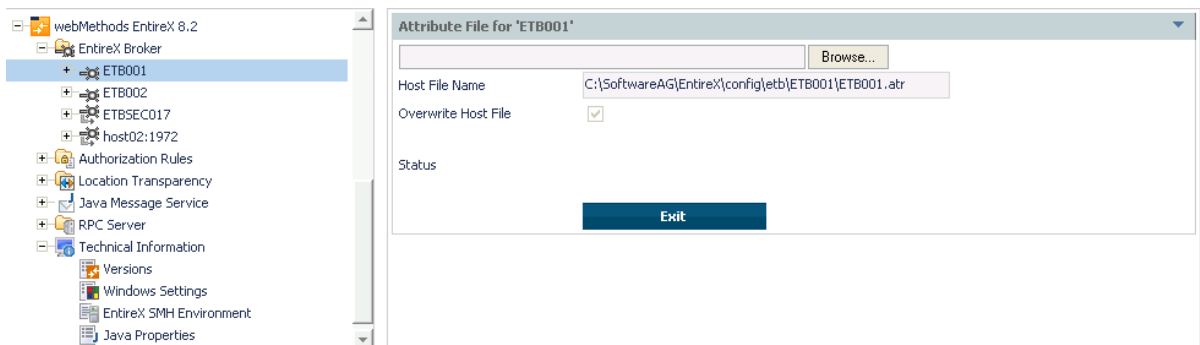 webMethods EntireX 8.2
EntireX Broker
ETB001
ETB002
ETBSEC017
host02:1972
Authorization Rules
Location Transparency
Java Message Service
RPC Server
Technical Information
Versions
Windows Settings
EntireX SMH Environment
Java Properties
Attribute File for 'ETB001'
Browse...
Host File Name C:\SoftwareAG\EntireX\config\etb\ETB001\ETB001.atr
Overwrite Host File
Status
Exit